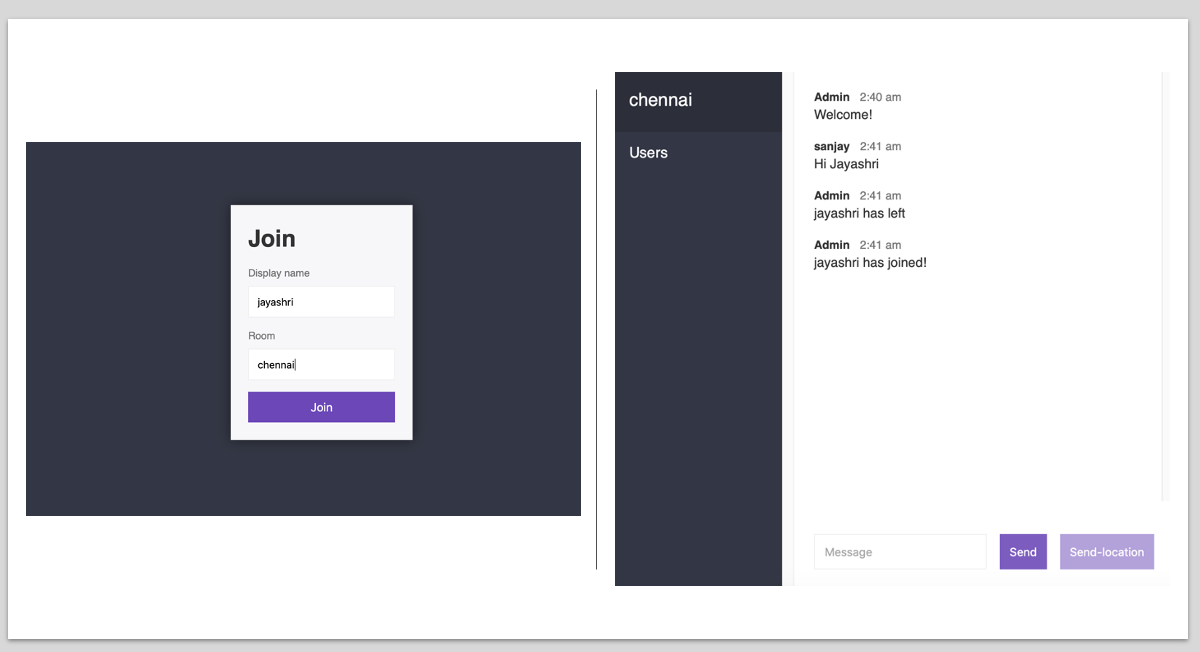 Join
Display name
jayashri
Room
chennai
Join
chennai
Users
Admin 2:40 am
Welcome!
sanjay 2:41 am
Hi Jayashri
Admin 2:41 am
jayashri has left
Admin 2:41 am
jayashri has joined!
Message
Send
Send-location